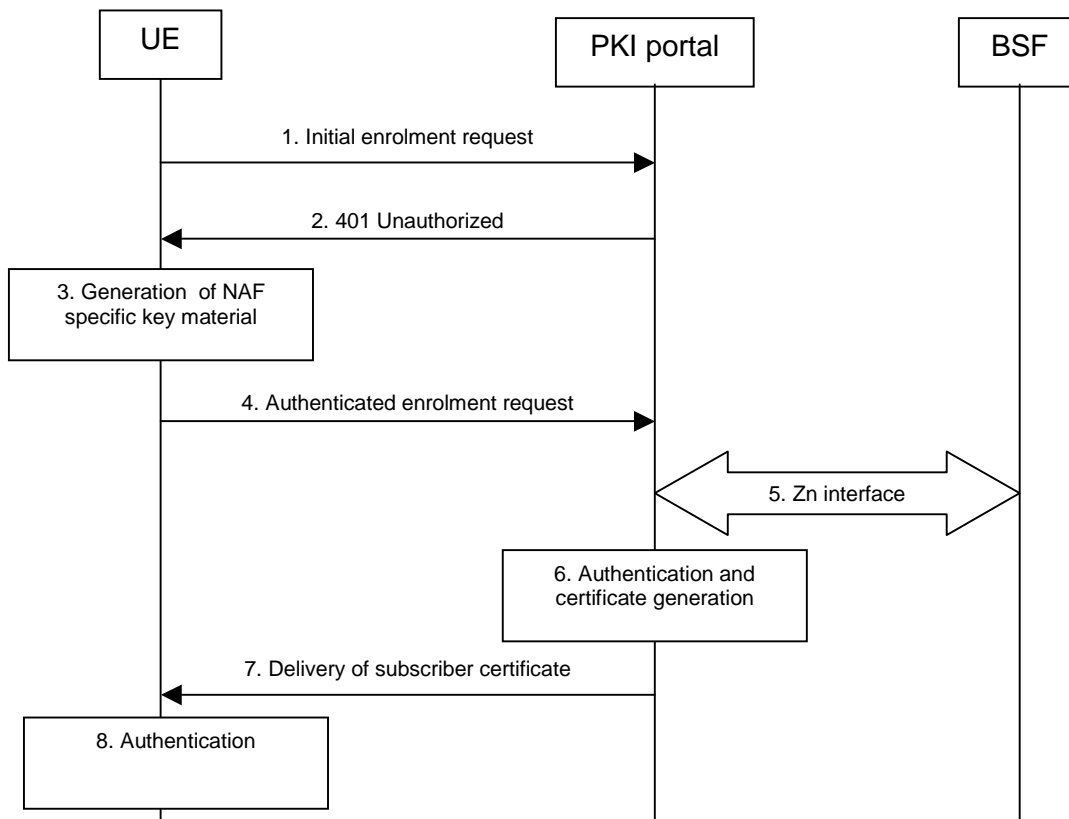 UE
PKI portal
BSF
1. Initial enrolment request
2. 401 Unauthorized
3. Generation  of NAF
specific key material
4. Authenticated enrolment request
5. Zn interface
6. Authentication and
certificate generation
7. Delivery of subscriber certificate
8. Authentication